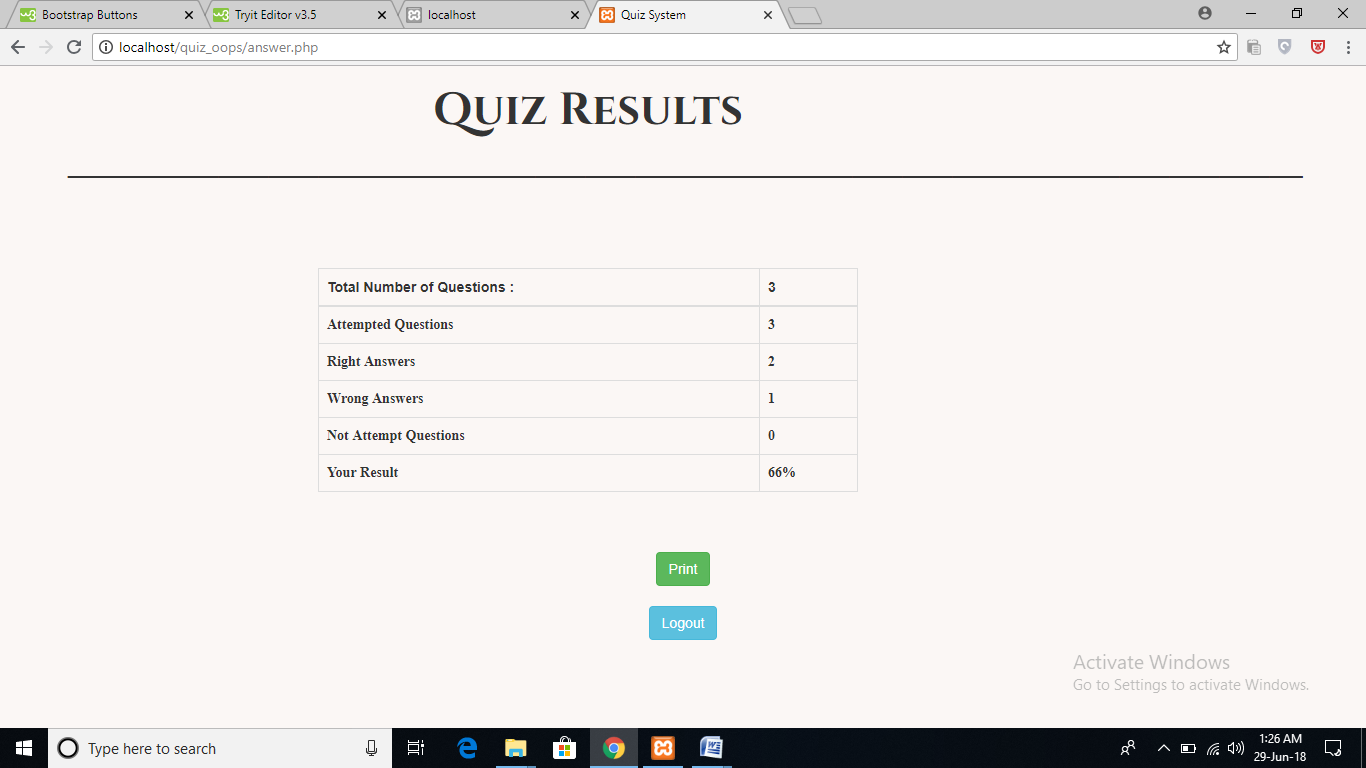 Bootstrap Buttons
Tryit Editor v3.5
localhost
Quiz System
localhost/quiz_oops/answer.php
Quiz Results
Total Number of Questions : 3
Attempted Questions 3
Right Answers 2
Wrong Answers 1
Not Attempt Questions 0
Your Result 66%
Print
Logout
Activate Windows
Go to Settings to activate Windows.
Type here to search
1:26 AM
29-Jun-18